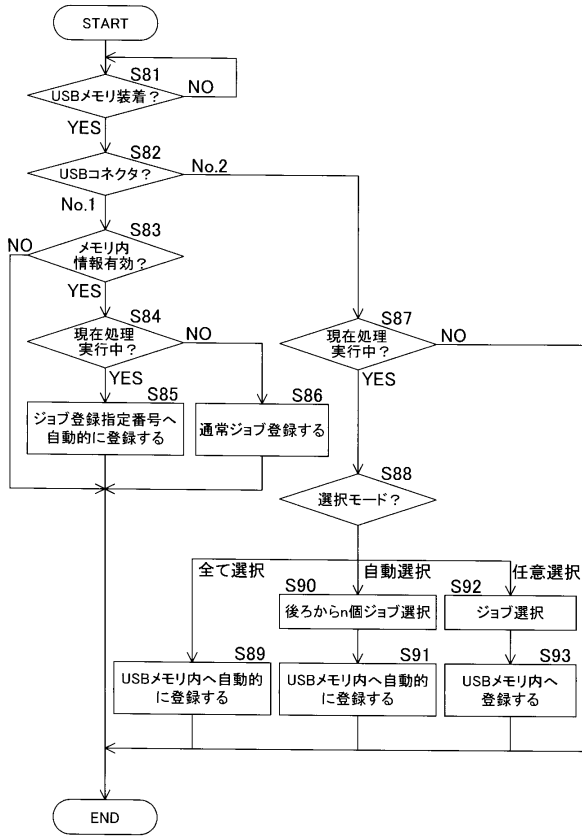 START
S81
USBメモリ装着？
NO
YES
S82
USBコネクタ？
No.2
No.1
S83
NO
メモリ内
情報有効？
YES
S84
現在処理
実行中？
NO
YES
S85
ジョブ登録指定番号へ
自動的に登録する
S86
通常ジョブ登録する
S87
現在処理
実行中？
NO
YES
S88
選択モード？
全て選択
自動選択
任意選択
S90
後ろからn個ジョブ選択
S92
ジョブ選択
S89
USBメモリ内へ自動的
に登録する
S91
USBメモリ内へ自動的
に登録する
S93
USBメモリ内へ
登録する
END